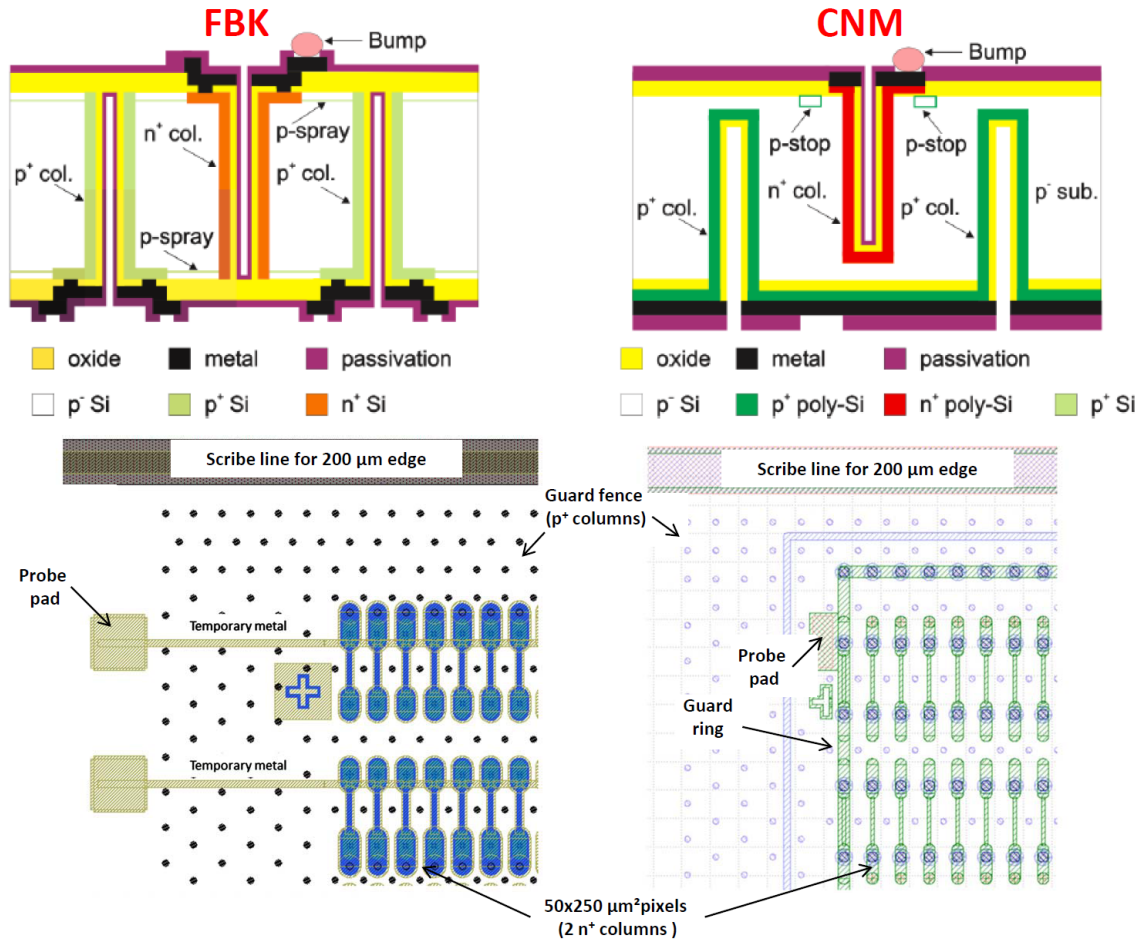 FBK
CNM
Bump
Bump
p-spray
n⁺ col.
p⁺ col.
p⁺ col.
p-spray
p-stop
p-stop
n⁺ col.
p⁻ sub.
p⁺ col.
p⁺ col.
oxide
metal
passivation
p⁻ Si
p⁺ Si
n⁺ Si
oxide
metal
passivation
p⁻ Si
p⁺ poly-Si
n⁺ poly-Si
p⁺ Si
Scribe line for 200 µm edge
Scribe line for 200 µm edge
Guard fence
(p⁺ columns)
Probe
pad
Temporary metal
Temporary metal
Probe
pad
Guard
ring
50x250 µm²pixels
(2 n⁺ columns )